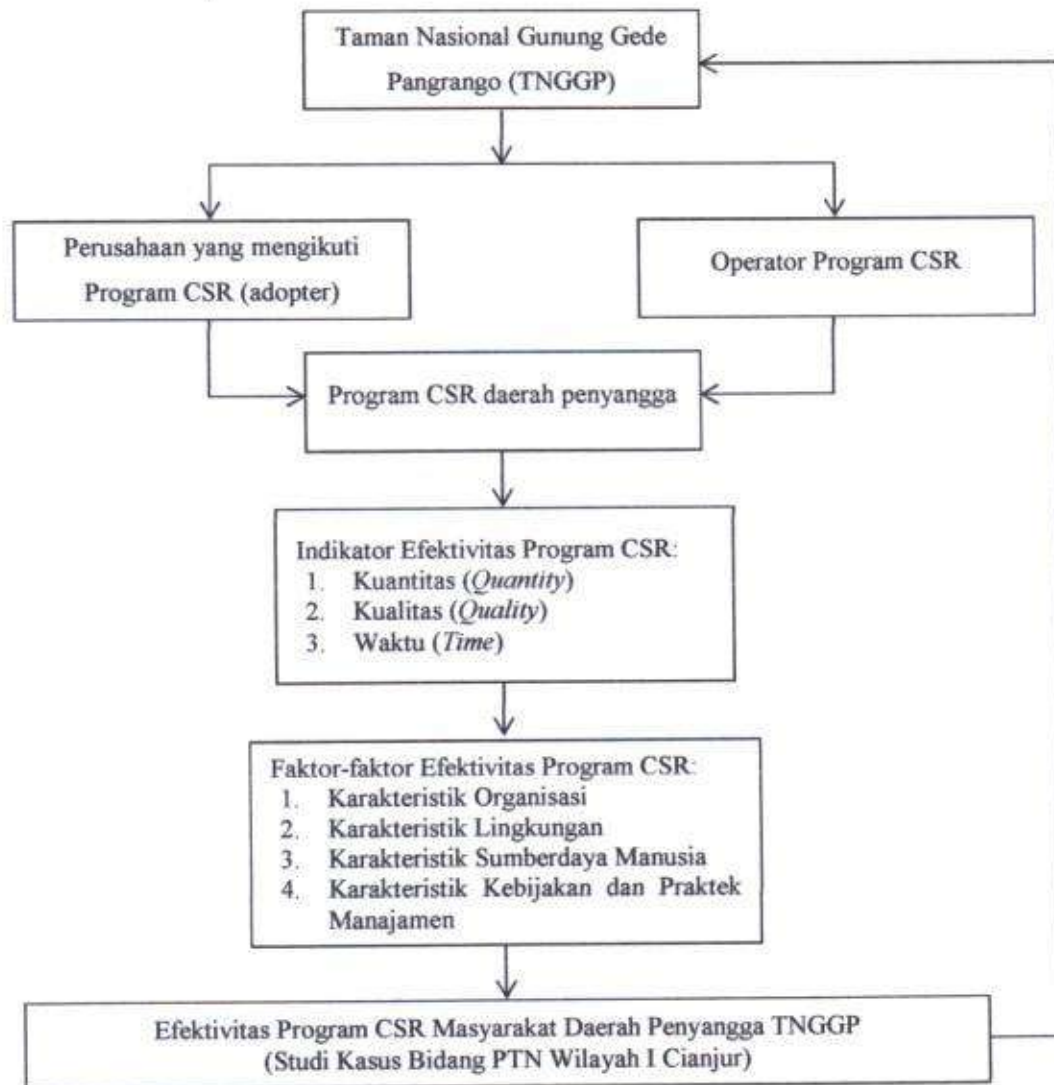 Taman Nasional Gunung Gede
Pangrango (TNGGP)
Perusahaan yang mengikuti
Program CSR (adopter)
Operator Program CSR
Program CSR daerah penyangga
Indikator Efektivitas Program CSR:
1. Kuantitas (Quantity)
2. Kualitas (Quality)
3. Waktu (Time)
Faktor-faktor Efektivitas Program CSR:
1. Karakteristik Organisasi
2. Karakteristik Lingkungan
3. Karakteristik Sumberdaya Manusia
4. Karakteristik Kebijakan dan Praktek
Manajamen
Efektivitas Program CSR Masyarakat Daerah Penyangga TNGGP
(Studi Kasus Bidang PTN Wilayah I Cianjur)